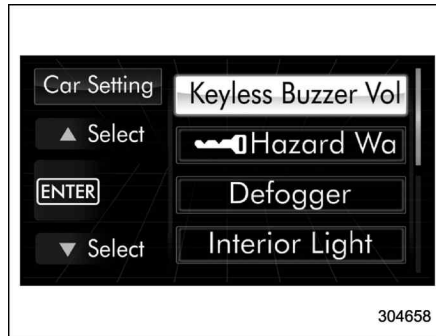 Car Setting
▲ Select
ENTER
▼ Select
Keyless Buzzer Vol
Hazard Wa
Defogger
Interior Light
304658